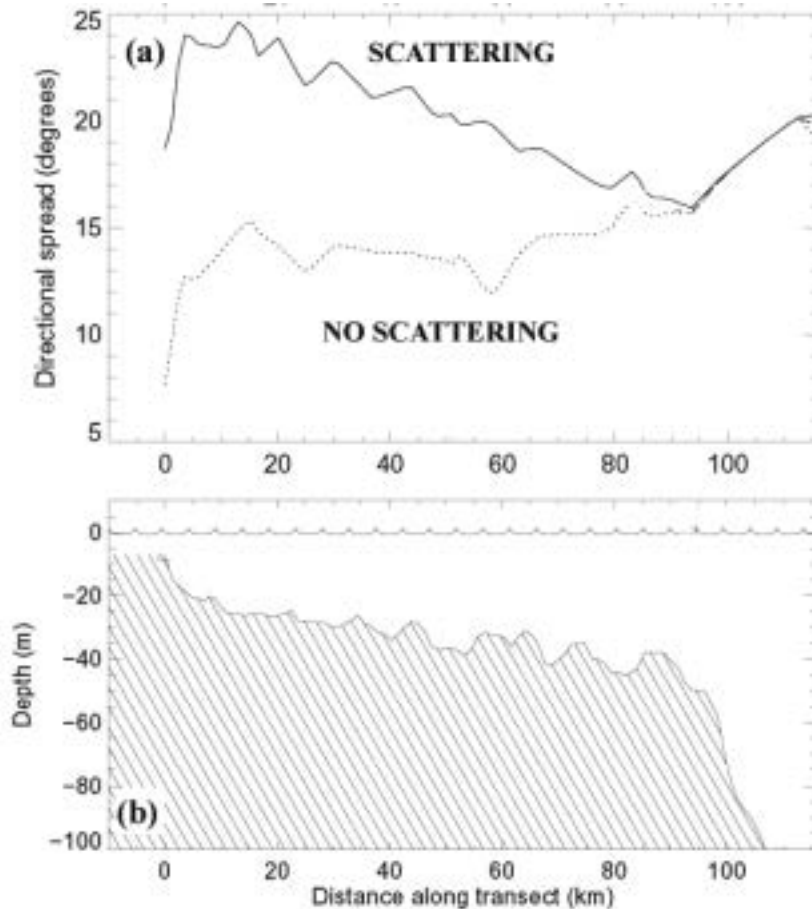 25
(a)
SCATTERING
20
15
10
5
NO SCATTERING
Directional spread (degrees)
0 20 40 60 80 100
0
−20
−40
−60
−80
−100
Depth (m)
(b)
0 20 40 60 80 100
Distance along transect (km)